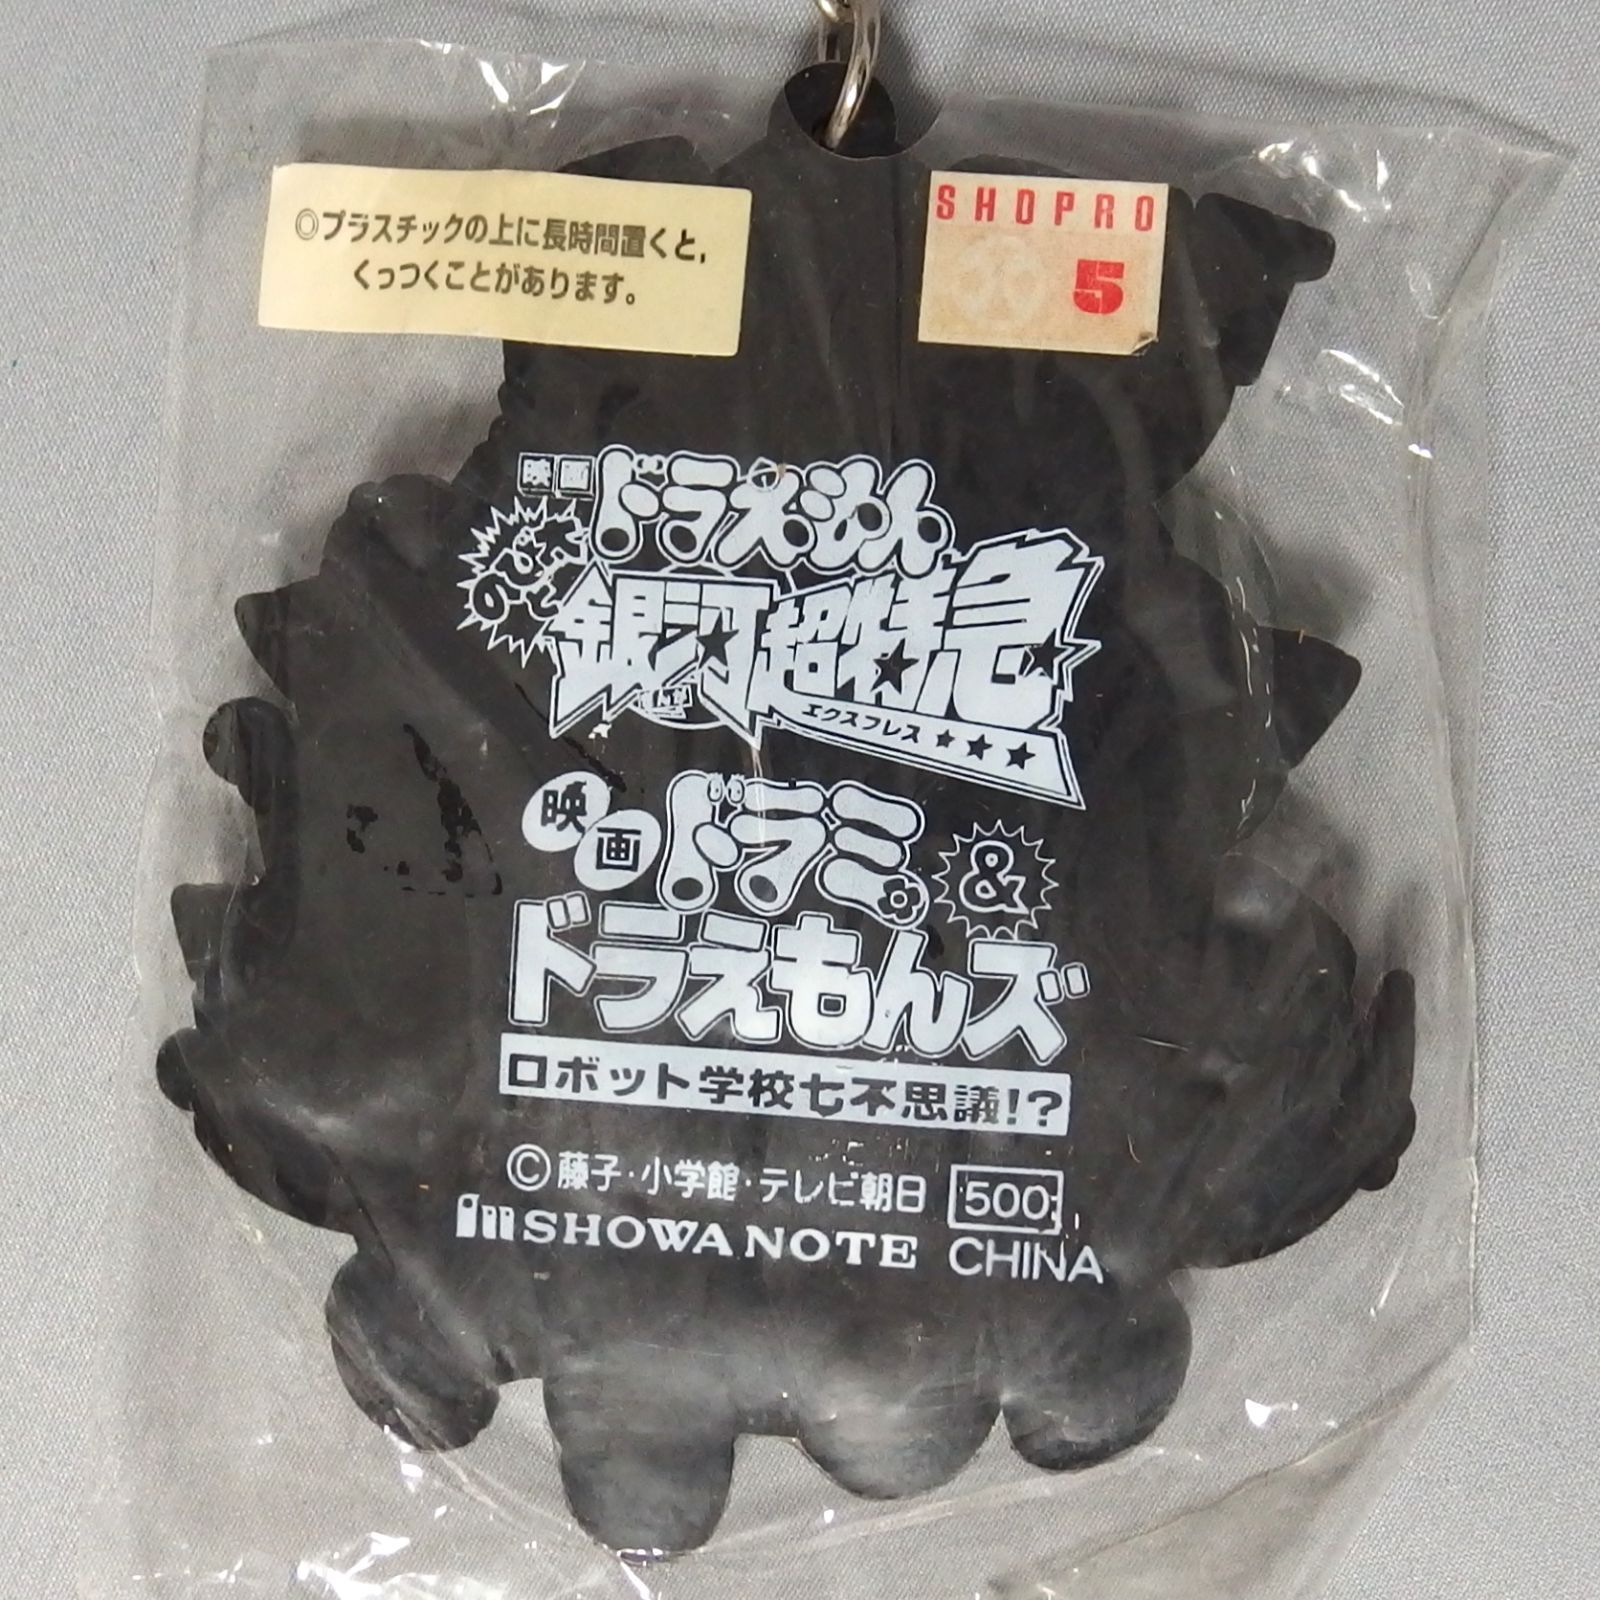 ◎プラスチックの上に長時間置くと,
くっつくことがあります。
SHOPRO
5
映画
ドラえもん
のび太と
銀河超特急
エクスプレス★★★
映画
ドラミ&
ドラえもんズ
ロボット学校七不思議!?
©藤子・小学館・テレビ朝日 500
SHOWA NOTE CHINA